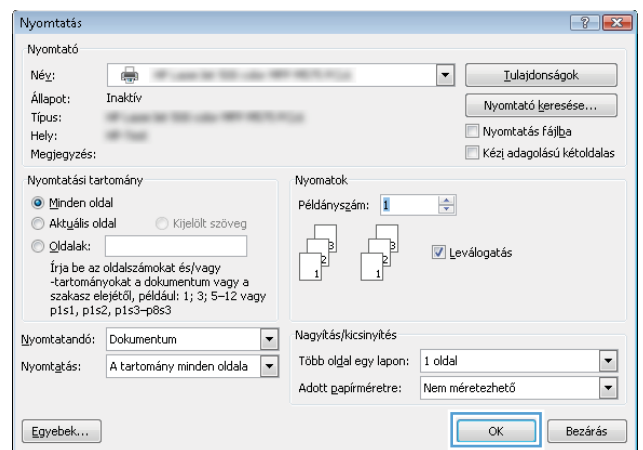 Nyomtatás
Nyomtató
Név:
Tulajdonságok
Állapot: Inaktív
Nyomtató keresése...
Típus:
Hely:
Nyomtatás fájlba
Megjegyzés:
Kézi adagolású kétoldalas
Nyomtatási tartomány
Minden oldal
Aktuális oldal
Kijelölt szöveg
Oldalak:
Írja be az oldalszámokat és/vagy
-tartományokat a dokumentum vagy a
szakasz elejétől, például: 1; 3; 5–12 vagy
p1s1, p1s2, p1s3–p8s3
Nyomatok
Példányszám: 1
3 3
2 2
1 1
Leválogatás
Nyomtatandó: Dokumentum
Nyomtatás: A tartomány minden oldala
Nagyítás/kicsinyítés
Több oldal egy lapon: 1 oldal
Adott papírméretre: Nem méretezhető
Egyebek...
OK
Bezárás